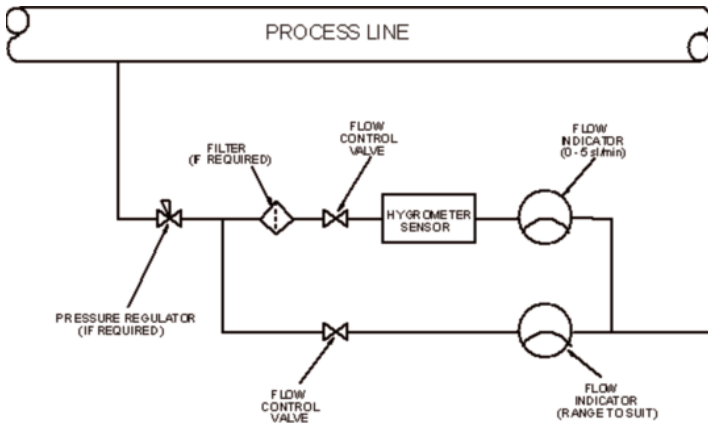 PROCESS LINE
FLOW
CONTROL
VALVE
FILTER
(IF REQUIRED)
FLOW
INDICATOR
(0 - 5 sl/min)
HYGROMETER
SENSOR
PRESSURE REGULATOR
(IF REQUIRED)
FLOW
CONTROL
VALVE
FLOW
INDICATOR
(RANGE TO SUIT)